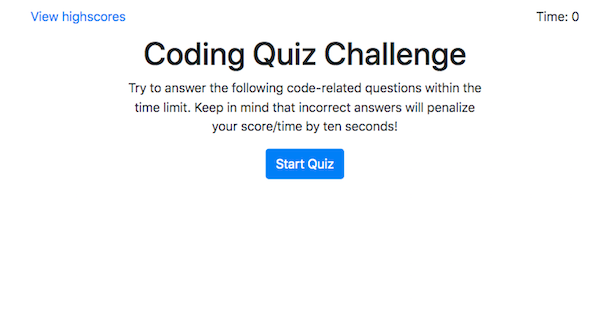 View highscores
Time: 0
Coding Quiz Challenge
Try to answer the following code-related questions within the
time limit. Keep in mind that incorrect answers will penalize
your score/time by ten seconds!
Start Quiz